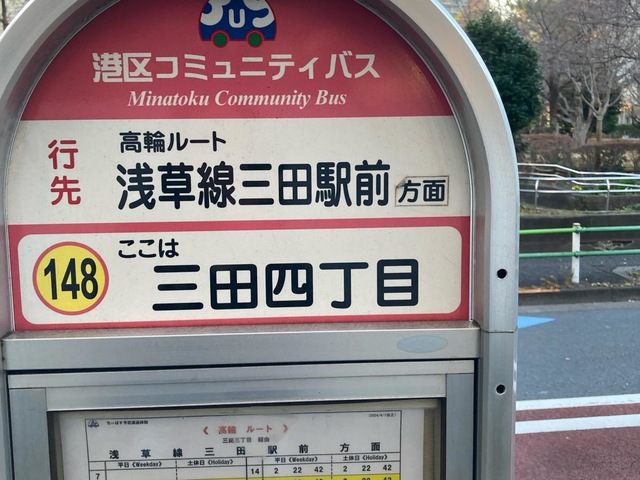 港区コミュニティバス
Minatoku Community Bus
行先
高輪ルート
浅草線三田駅前方面
148
ここは
三田四丁目
《 高輪 ルート 》
浅草線三田駅前方面
平日《Weekday》 土休日《Holiday》 平日《Weekday》 土休日《Holiday》
7 14 2 22 42 2 22 42